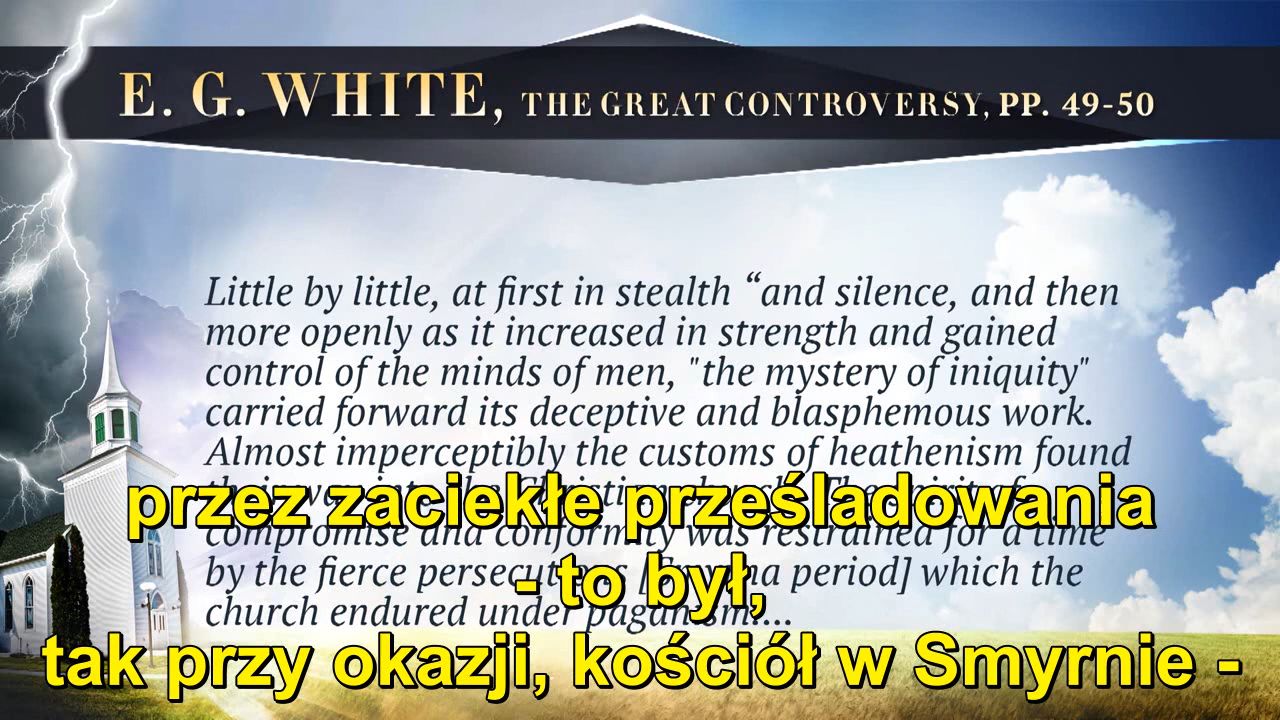 E. G. WHITE, THE GREAT CONTROVERSY, PP. 49-50
Little by little, at first in stealth “and silence, and then
more openly as it increased in strength and gained
control of the minds of men, "the mystery of iniquity"
carried forward its deceptive and blasphemous work.
Almost imperceptibly the customs of heathenism found
compromise and conformity was restrained for a time
by the fierce period] which the
church endured under paganism....
przez zaciekłe prześladowania
- to był,
tak przy okazji, kościół w Smyrnie -